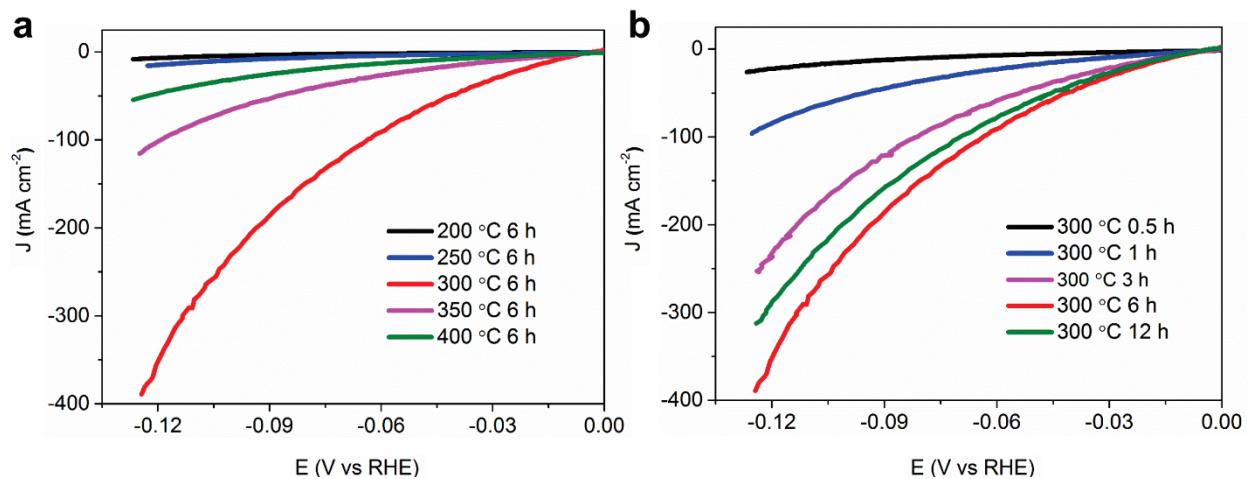 a
J (mA cm⁻²)
0
-100
-200
-300
-400
200 °C 6 h
250 °C 6 h
300 °C 6 h
350 °C 6 h
400 °C 6 h
-0.12
-0.09
-0.06
-0.03
0.00
E (V vs RHE)
b
J (mA cm⁻²)
0
-100
-200
-300
-400
300 °C 0.5 h
300 °C 1 h
300 °C 3 h
300 °C 6 h
300 °C 12 h
-0.12
-0.09
-0.06
-0.03
0.00
E (V vs RHE)